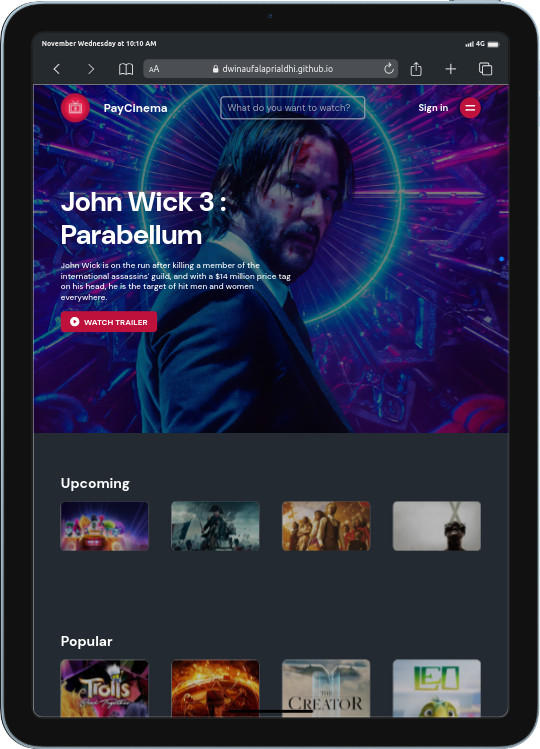 November Wednesday at 10:10 AM
4G
AA
dwinaufalaprialdhi.github.io
PayCinema
What do you want to watch?
Sign in
John Wick 3 :
Parabellum
John Wick is on the run after killing a member of the
international assassins' guild, and with a $14 million price tag
on his head, he is the target of hit men and women
everywhere.
WATCH TRAILER
Upcoming
Popular
Trolls
Band Together
THE
CREATOR
LEO